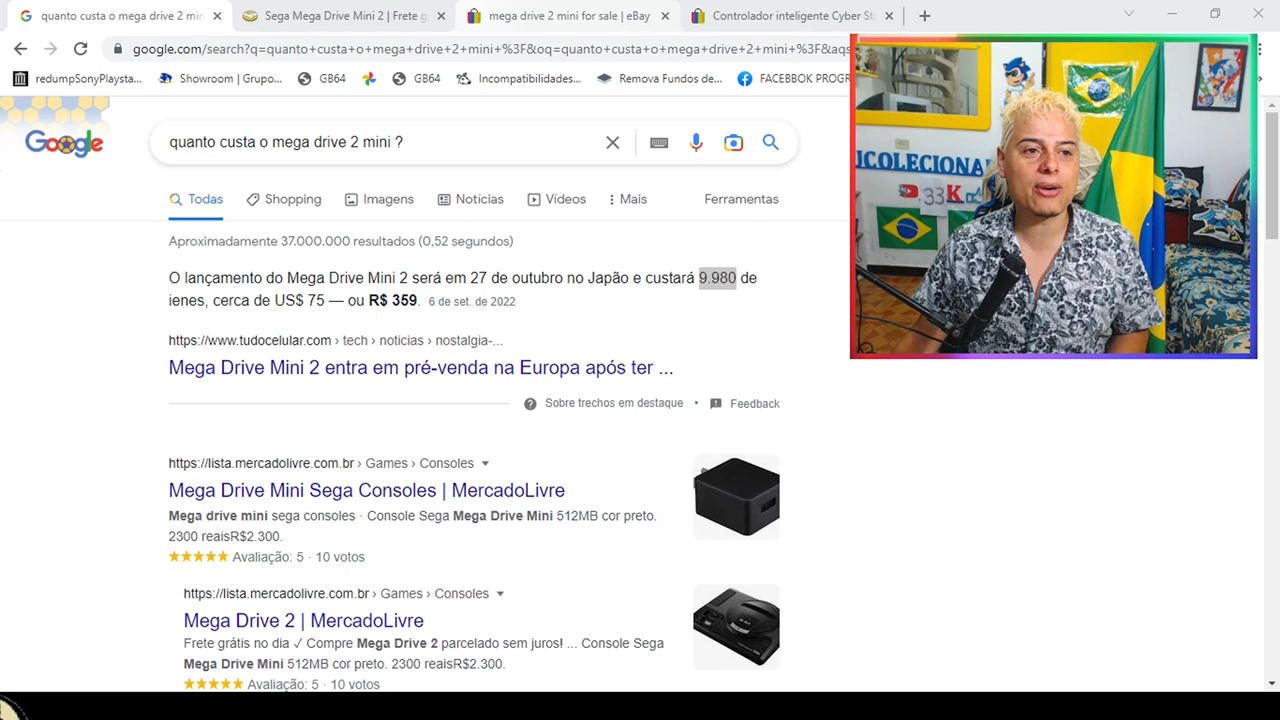 quanto custa o mega drive 2 min
Sega Mega Drive Mini 2 | Frete g
mega drive 2 mini for sale | eBay
Controlador inteligente Cyber St
google.com/search?q=quanto+custa+o+mega+drive+2+mini+%3F&oq=quanto+custa+o+mega+drive+2+mini+%3F&aqs
redumpSonyPlaysta...
Showroom | Grupo...
GB64
GB64
Incompatibilidades...
Remova Fundos de...
FACEBBOK PROGR
Google
quanto custa o mega drive 2 mini ?
Todas
Shopping
Imagens
Notícias
Vídeos
Mais
Ferramentas
Aproximadamente 37.000.000 resultados (0,52 segundos)
O lançamento do Mega Drive Mini 2 será em 27 de outubro no Japão e custará 9.980 de
ienes, cerca de US$ 75 — ou R$ 359. 6 de set. de 2022
https://www.tudocelular.com › tech › noticias › nostalgia-...
Mega Drive Mini 2 entra em pré-venda na Europa após ter ...
Sobre trechos em destaque • Feedback
https://lista.mercadolivre.com.br › Games › Consoles
Mega Drive Mini Sega Consoles | MercadoLivre
Mega drive mini sega consoles · Console Sega Mega Drive Mini 512MB cor preto.
2300 reaisR$2.300.
Avaliação: 5 · 10 votos
https://lista.mercadolivre.com.br › Games › Consoles
Mega Drive 2 | MercadoLivre
Frete grátis no dia ✓ Compre Mega Drive 2 parcelado sem juros! ... Console Sega
Mega Drive Mini 512MB cor preto. 2300 reaisR$2.300.
Avaliação: 5 · 10 votos
UCOLECIONA
33K